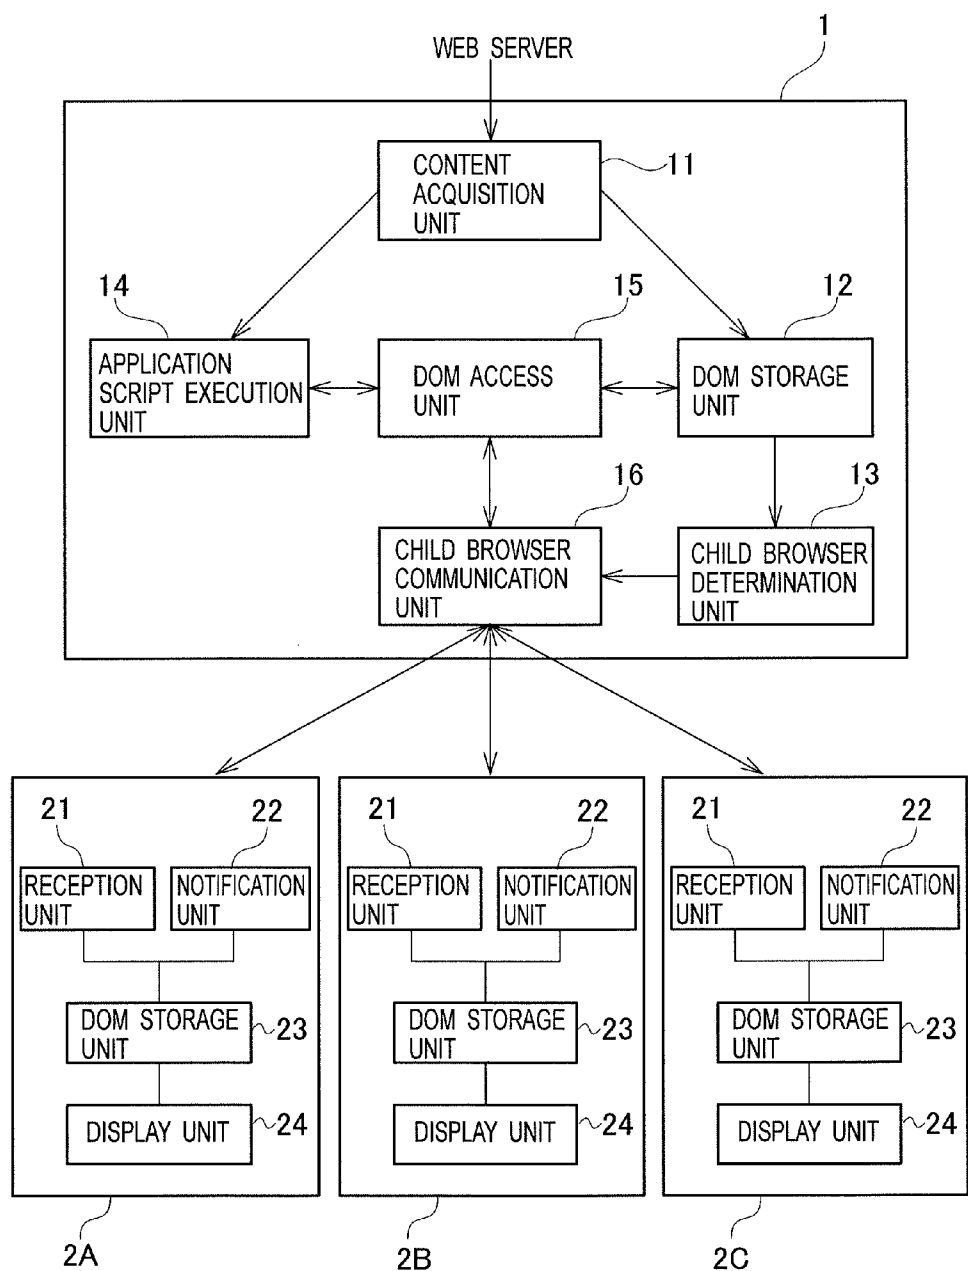 1
WEB SERVER
CONTENT
ACQUISITION
UNIT
11
14
15
12
APPLICATION
SCRIPT EXECUTION
UNIT
DOM ACCESS
UNIT
DOM STORAGE
UNIT
16
13
CHILD BROWSER
COMMUNICATION
UNIT
CHILD BROWSER
DETERMINATION
UNIT
21
22
RECEPTION
UNIT
NOTIFICATION
UNIT
DOM STORAGE
UNIT
23
DISPLAY UNIT
24
2A
21
22
RECEPTION
UNIT
NOTIFICATION
UNIT
DOM STORAGE
UNIT
23
DISPLAY UNIT
24
2B
21
22
RECEPTION
UNIT
NOTIFICATION
UNIT
DOM STORAGE
UNIT
23
DISPLAY UNIT
24
2C